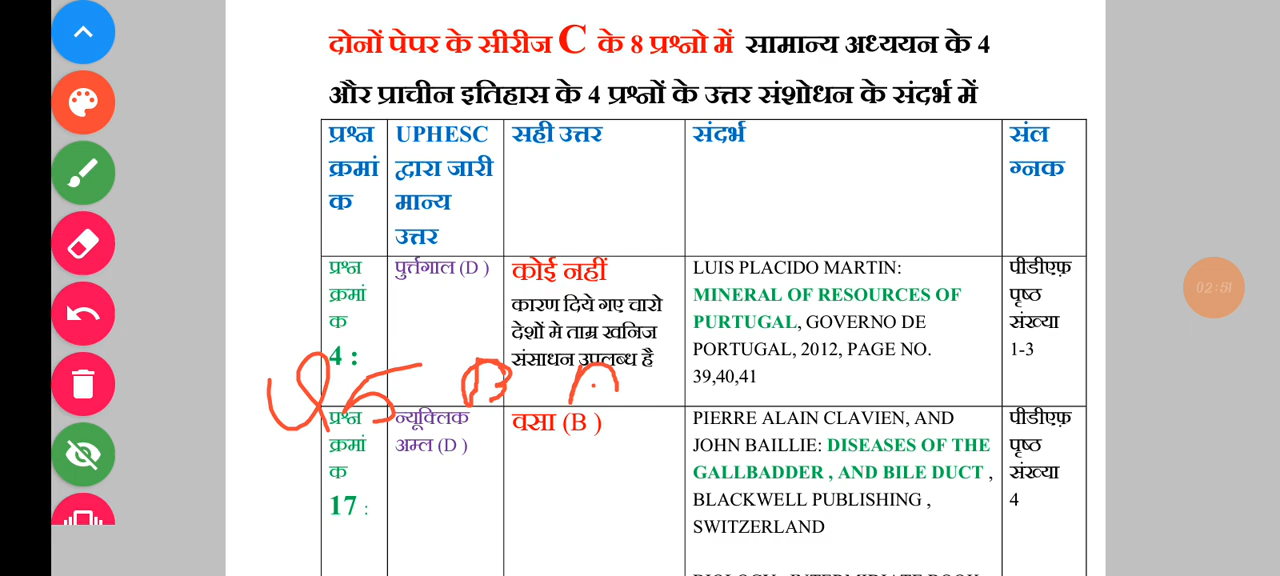 दोनों पेपर के सीरीज C के 8 प्रश्नो में सामान्य अध्ययन के 4
और प्राचीन इतिहास के 4 प्रश्नों के उत्तर संशोधन के संदर्भ में
प्रश्न
क्रमां
क
UPHESC
द्वारा जारी
मान्य
उत्तर
सही उत्तर
संदर्भ
संल
ग्नक
प्रश्न
क्रमां
क
4 :
पुर्त्तगाल (D )
कोई नहीं
कारण दिये गए चारो
देशों मे ताम्र खनिज
संसाधन उपलब्ध है
LUIS PLACIDO MARTIN:
MINERAL OF RESOURCES OF
PURTUGAL, GOVERNO DE
PORTUGAL, 2012, PAGE NO.
39,40,41
पीडीएफ़
पृष्ठ
संख्या
1-3
प्रश्न
क्रमां
क
17 :
न्यूक्लिक
अम्ल (D )
वसा (B )
PIERRE ALAIN CLAVIEN, AND
JOHN BAILLIE: DISEASES OF THE
GALLBADDER , AND BILE DUCT ,
BLACKWELL PUBLISHING ,
SWITZERLAND
पीडीएफ़
पृष्ठ
संख्या
4
02:51